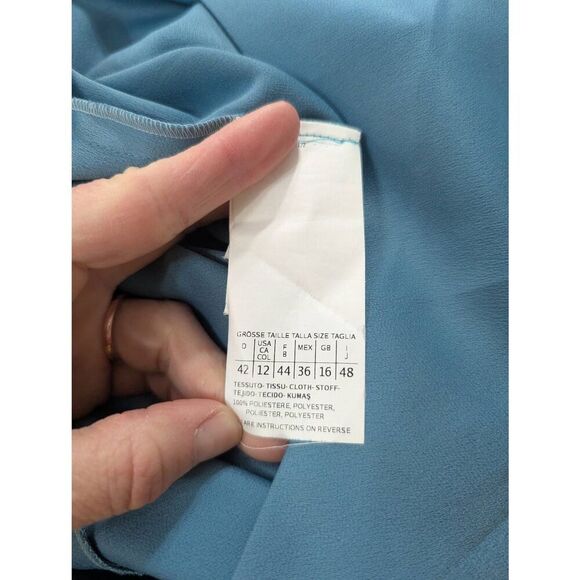 GRÖSSE TAILLE TALLA SIZE TAGLIA
D USA CA COL F B MEX GB I J
42 12 44 36 16 48
TESSUTO-TISSU-CLOTH-STOFF-
TEJIDO-TECIDO-KUMAŞ
100% POLIESTERE, POLYESTER,
POLIESTER, POLYESTER
ARE INSTRUCTIONS ON REVERSE